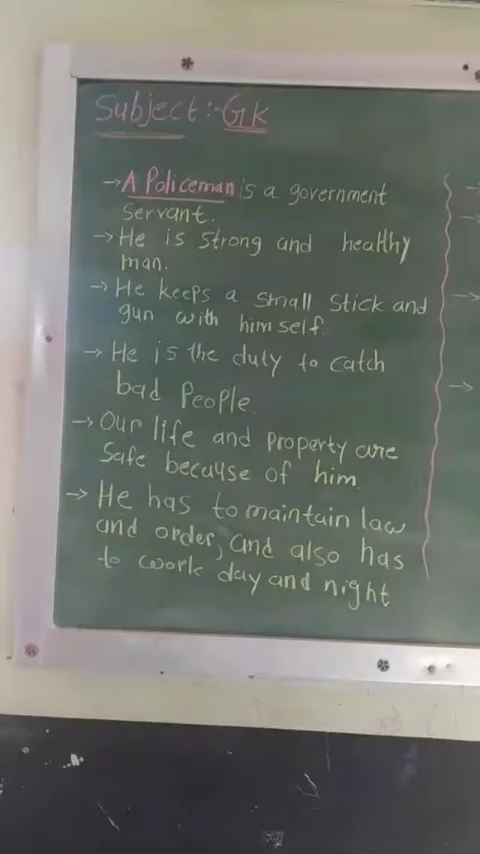 Subject:- GK
→ A Policeman is a government
servant.
→ He is strong and healthy
man.
→ He keeps a small stick and
gun with himself.
→ He is the duty to catch
bad People.
→ Our life and property are
safe because of him.
→ He has to maintain law
and order, and also has
to work day and night